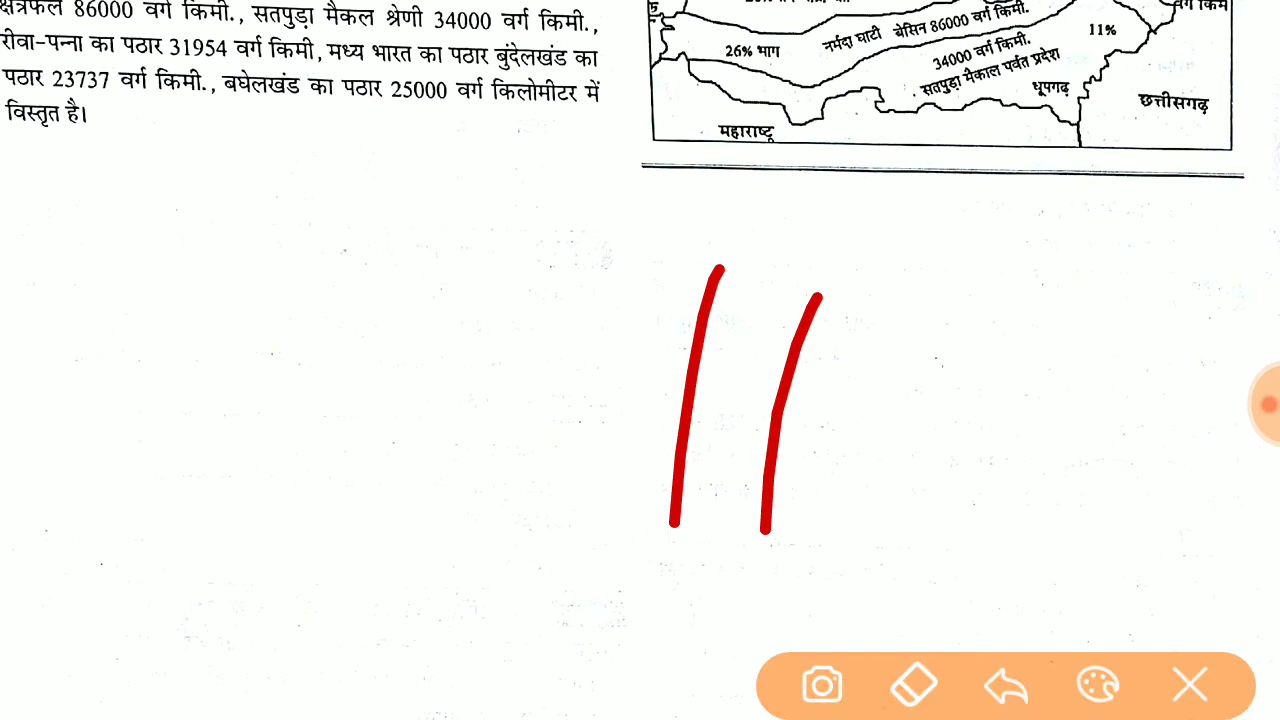 क्षेत्रफल 86000 वर्ग किमी., सतपुड़ा मैकल श्रेणी 34000 वर्ग किमी.,
रीवा-पन्ना का पठार 31954 वर्ग किमी, मध्य भारत का पठार बुंदेलखंड का
पठार 23737 वर्ग किमी., बघेलखंड का पठार 25000 वर्ग किलोमीटर में
विस्तृत है।
वर्ग किमी
नर्मदा घाटी बेसिन 86000 वर्ग किमी.
11%
26% भाग
34000 वर्ग किमी.
सतपुड़ा मैकाल पर्वत प्रदेश
धूपगढ़
छत्तीसगढ़
महाराष्ट्र